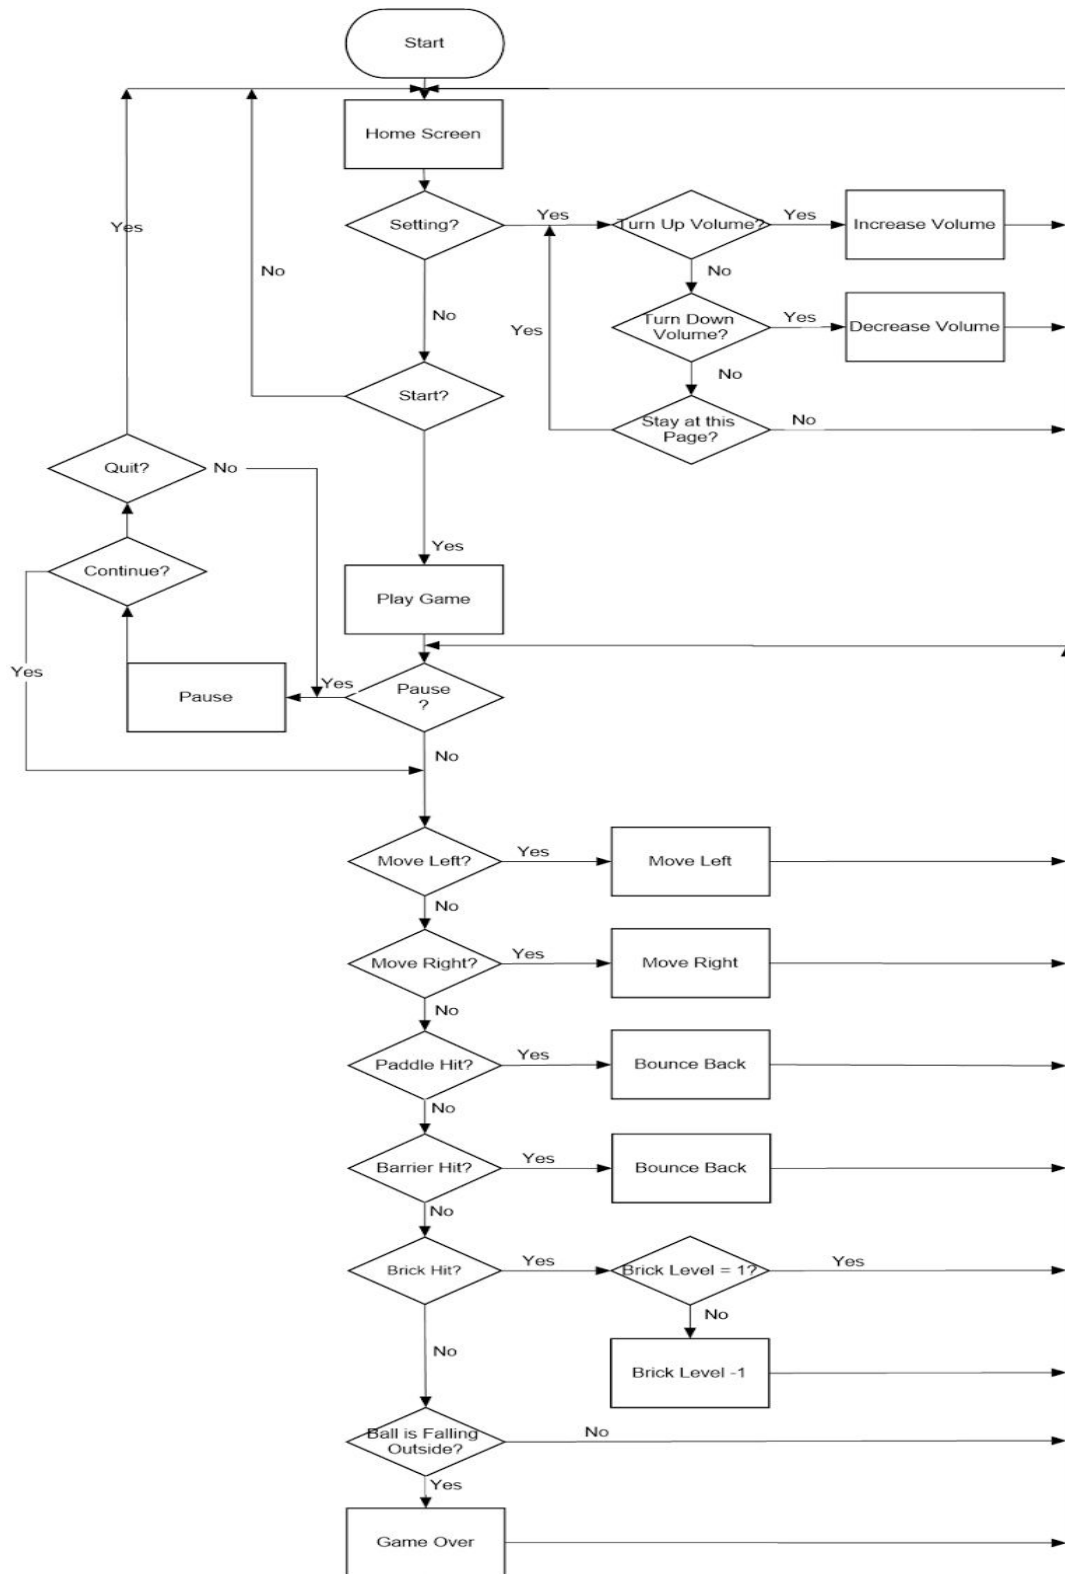 Start
Home Screen
Setting?
Yes
Turn Up Volume?
Yes
Increase Volume
Yes
No
No
No
Yes
Turn Down
Volume?
Yes
Decrease Volume
No
Start?
Stay at this
Page?
No
Quit?
No
Yes
Continue?
Play Game
Yes
Pause
Yes
Pause
?
No
Move Left?
Yes
Move Left
No
Move Right?
Yes
Move Right
No
Paddle Hit?
Yes
Bounce Back
No
Barrier Hit?
Yes
Bounce Back
No
Brick Hit?
Yes
Brick Level = 1?
Yes
No
No
Brick Level -1
Ball is Falling
Outside?
No
Yes
Game Over